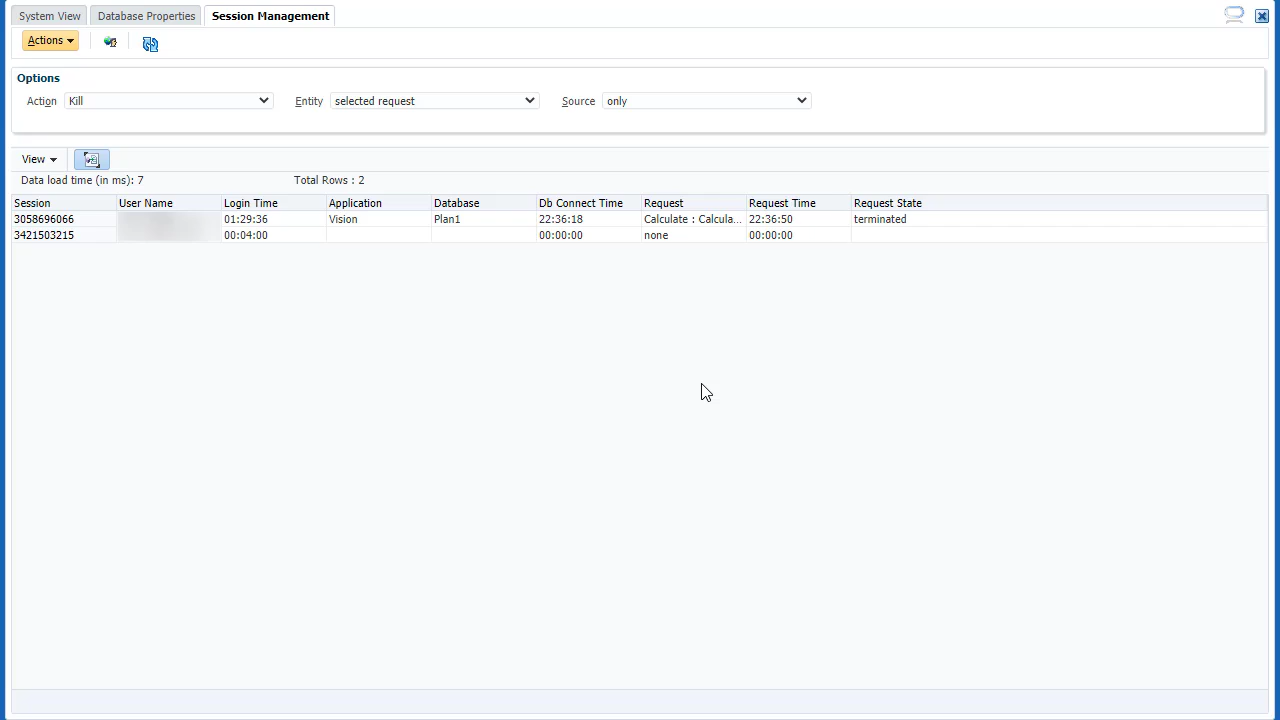 System View Database Properties Session Management
Actions
Options
Action Kill Entity selected request Source only
View
Data load time (in ms): 7 Total Rows : 2
Session User Name Login Time Application Database Db Connect Time Request Request Time Request State
3058696066 01:29:36 Vision Plan1 22:36:18 Calculate : Calcula... 22:36:50 terminated
3421503215 00:04:00 00:00:00 none 00:00:00